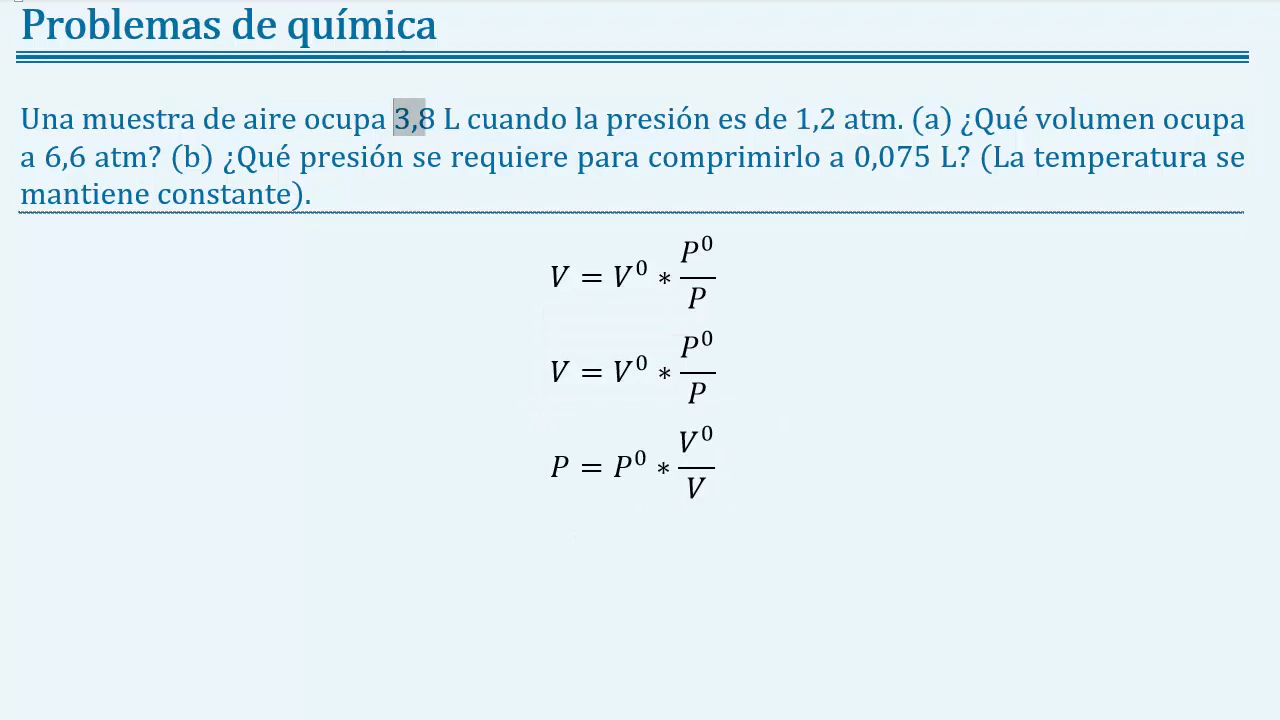 Problemas de química
Una muestra de aire ocupa 3,8 L cuando la presión es de 1,2 atm. (a) ¿Qué volumen ocupa
a 6,6 atm? (b) ¿Qué presión se requiere para comprimirlo a 0,075 L? (La temperatura se
mantiene constante).
V = V⁰ * P⁰/P
V = V⁰ * P⁰/P
P = P⁰ * V⁰/V